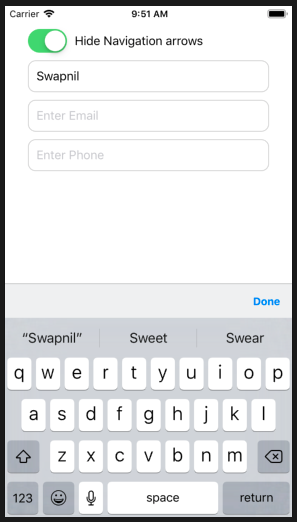 Carrier 9:51 AM
Hide Navigation arrows
Swapnil
Enter Email
Enter Phone
Done
“Swapnil” Sweet Swear
q w e r t y u i o p
a s d f g h j k l
z x c v b n m
123 space return